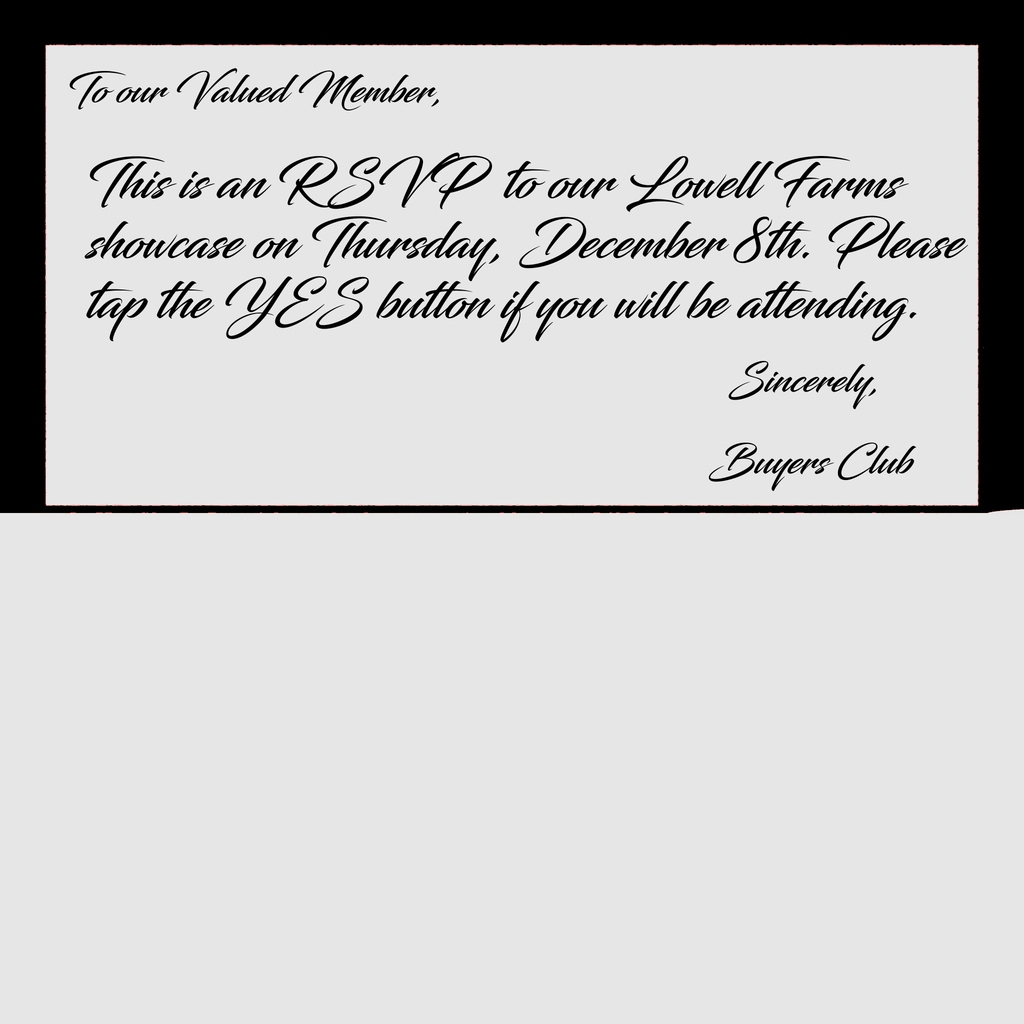 To our Valued Member,
This is an RSVP to our Lowell Farms
showcase on Thursday, December 8th. Please
tap the YES button if you will be attending.
Sincerely,
Buyers Club